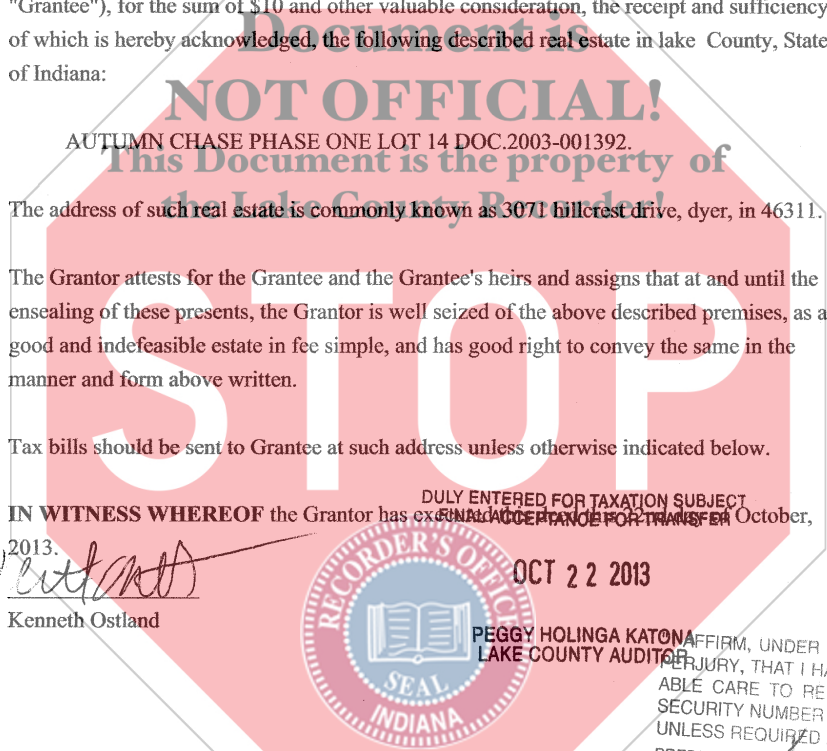 "Grantee"), for the sum of $10 and other valuable consideration, the receipt and sufficiency
of which is hereby acknowledged, the following described real estate in lake County, State
of Indiana:
Document is
NOT OFFICIAL!
AUTUMN CHASE PHASE ONE LOT 14 DOC.2003-001392.
This Document is the property of
the Lake County Recorder!
The address of such real estate is commonly known as 3071 hillcrest drive, dyer, in 46311.
The Grantor attests for the Grantee and the Grantee's heirs and assigns that at and until the
ensealing of these presents, the Grantor is well seized of the above described premises, as a
good and indefeasible estate in fee simple, and has good right to convey the same in the
manner and form above written.
STOP
Tax bills should be sent to Grantee at such address unless otherwise indicated below.
DULY ENTERED FOR TAXATION SUBJECT
FINAL ACCEPTANCE FOR TRANSFER
IN WITNESS WHEREOF the Grantor has executed this deed this 22nd day of October,
2013.
OCT 22 2013
Kenneth Ostland
PEGGY HOLINGA KATONA
LAKE COUNTY AUDITOR
RECORDER'S OFFICE
SEAL
INDIANA
AFFIRM, UNDER
PERJURY, THAT I HA
ABLE CARE TO RE
SECURITY NUMBER
UNLESS REQUIRED